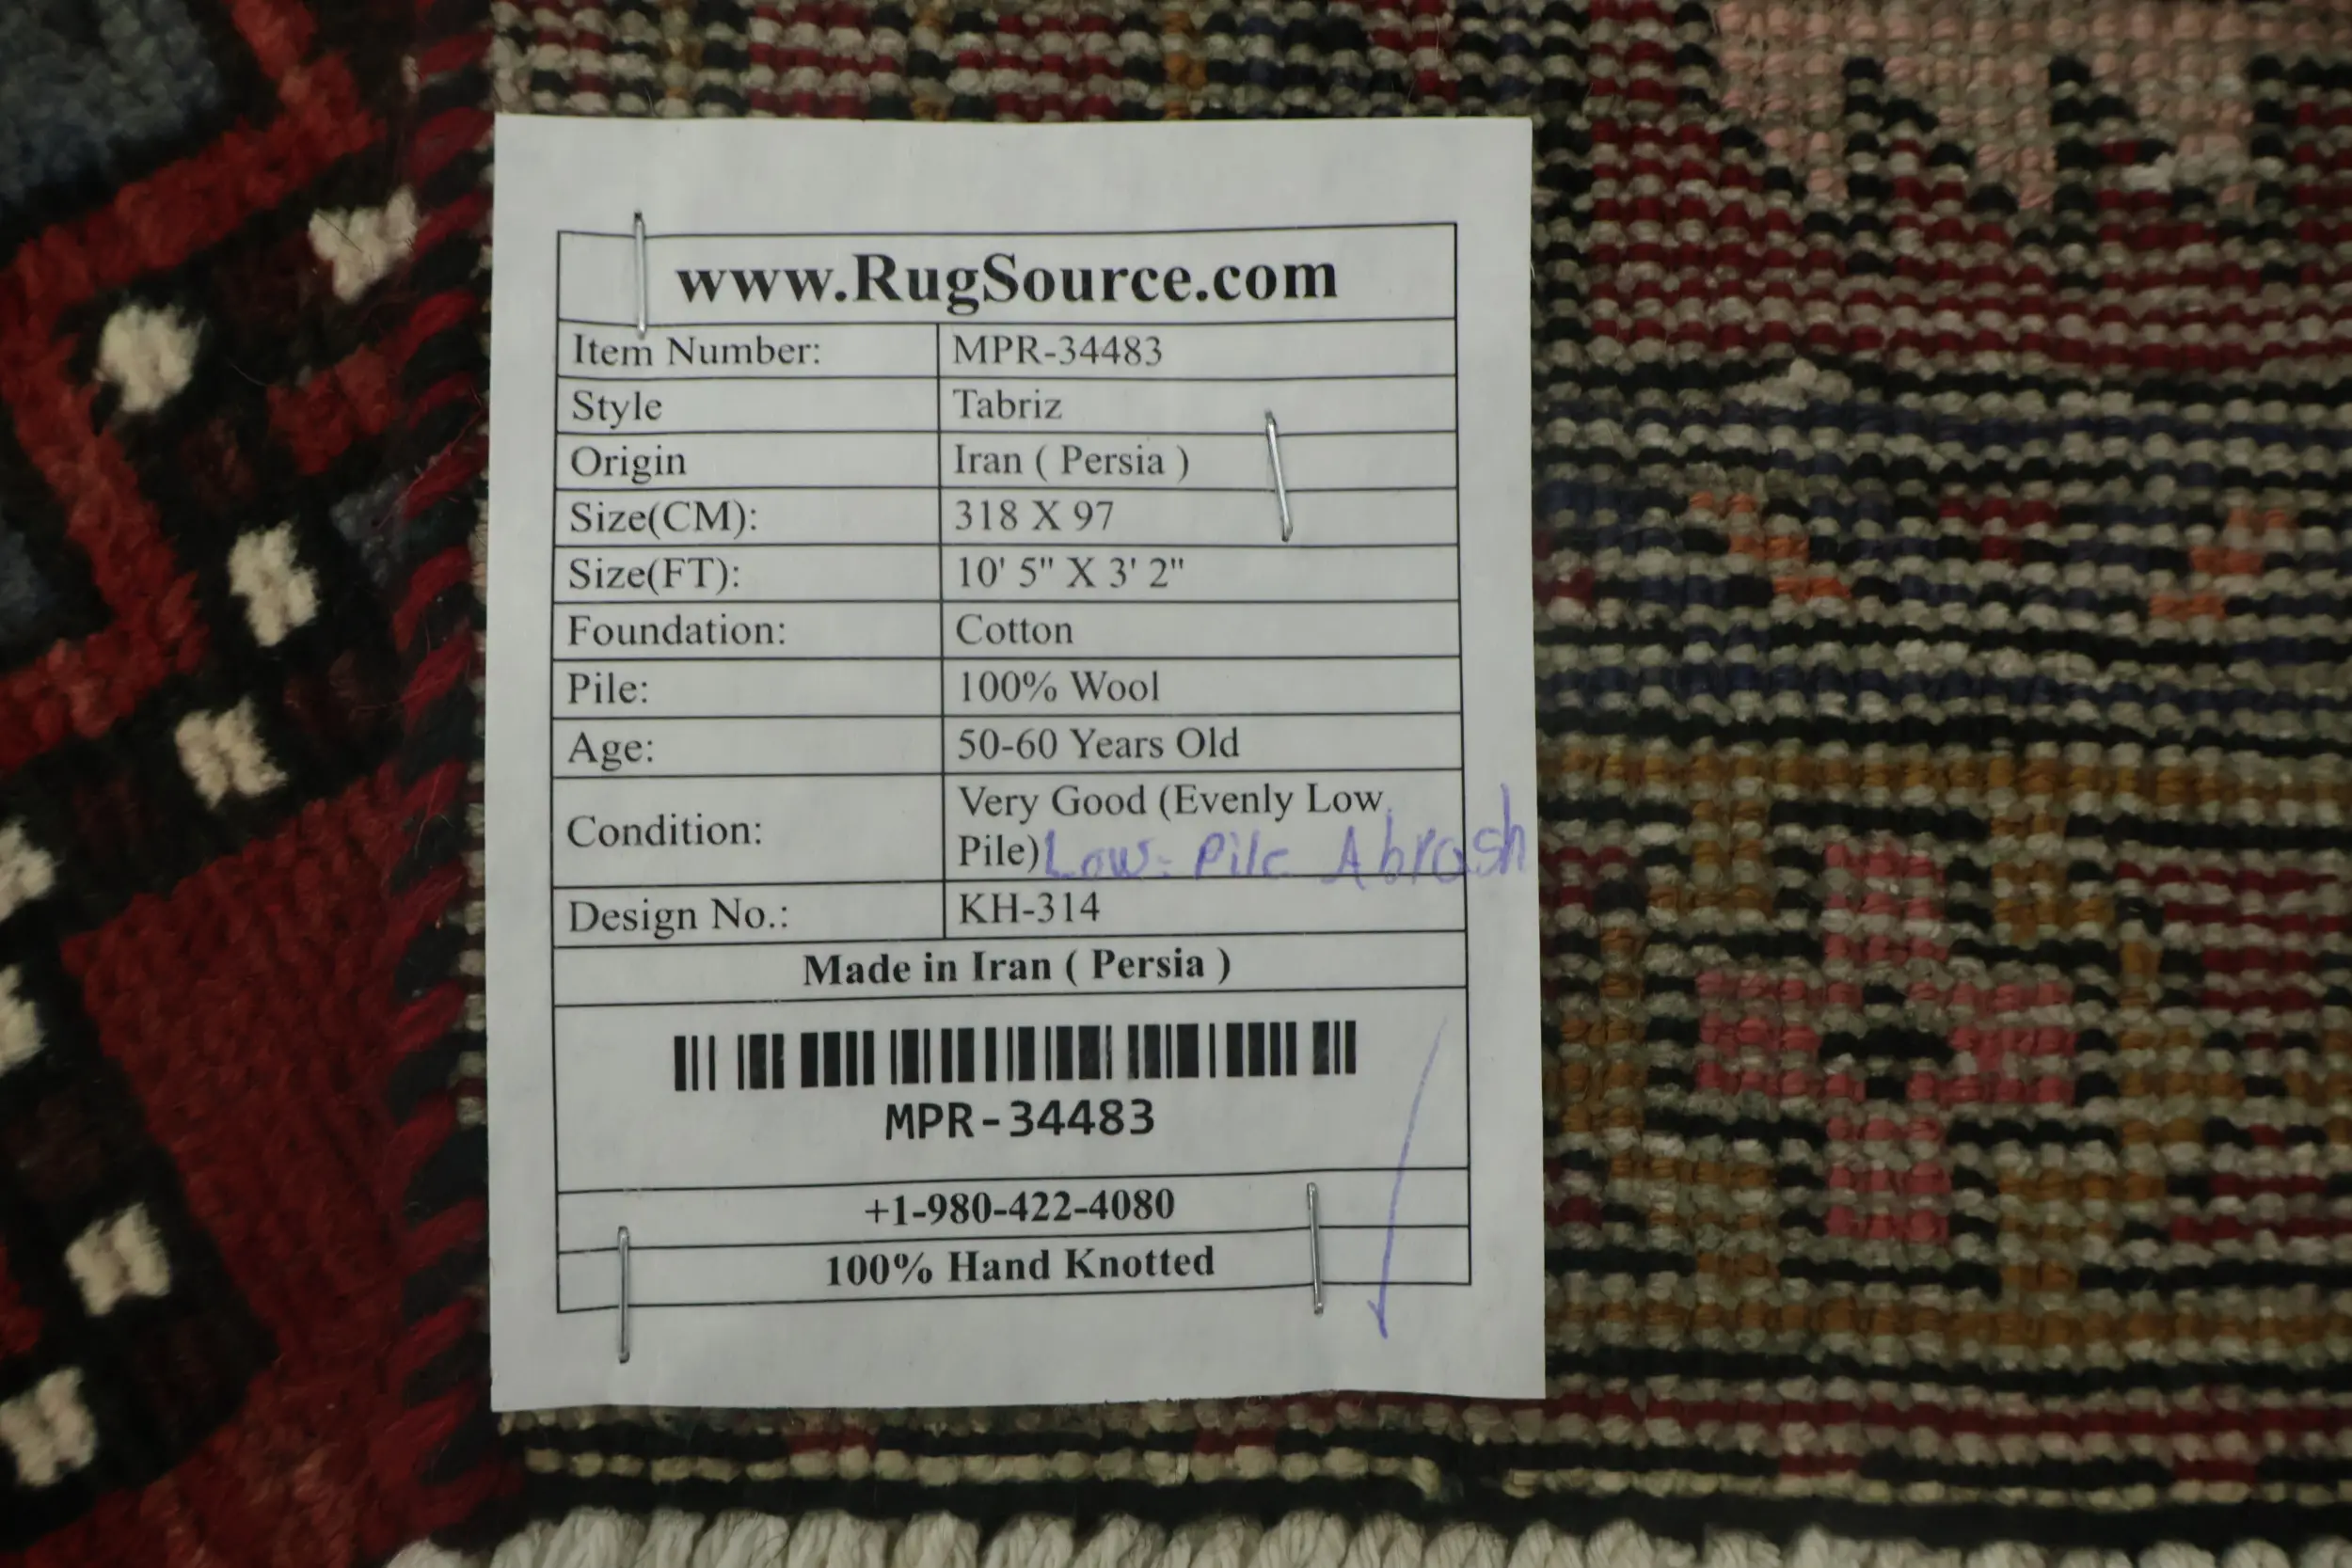 www.RugSource.com
Item Number: MPR-34483
Style Tabriz
Origin Iran ( Persia )
Size(CM): 318 X 97
Size(FT): 10' 5" X 3' 2"
Foundation: Cotton
Pile: 100% Wool
Age: 50-60 Years Old
Condition: Very Good (Evenly Low
Pile) Low- Pile Abrash
Design No.: KH-314
Made in Iran ( Persia )
MPR-34483
+1-980-422-4080
100% Hand Knotted